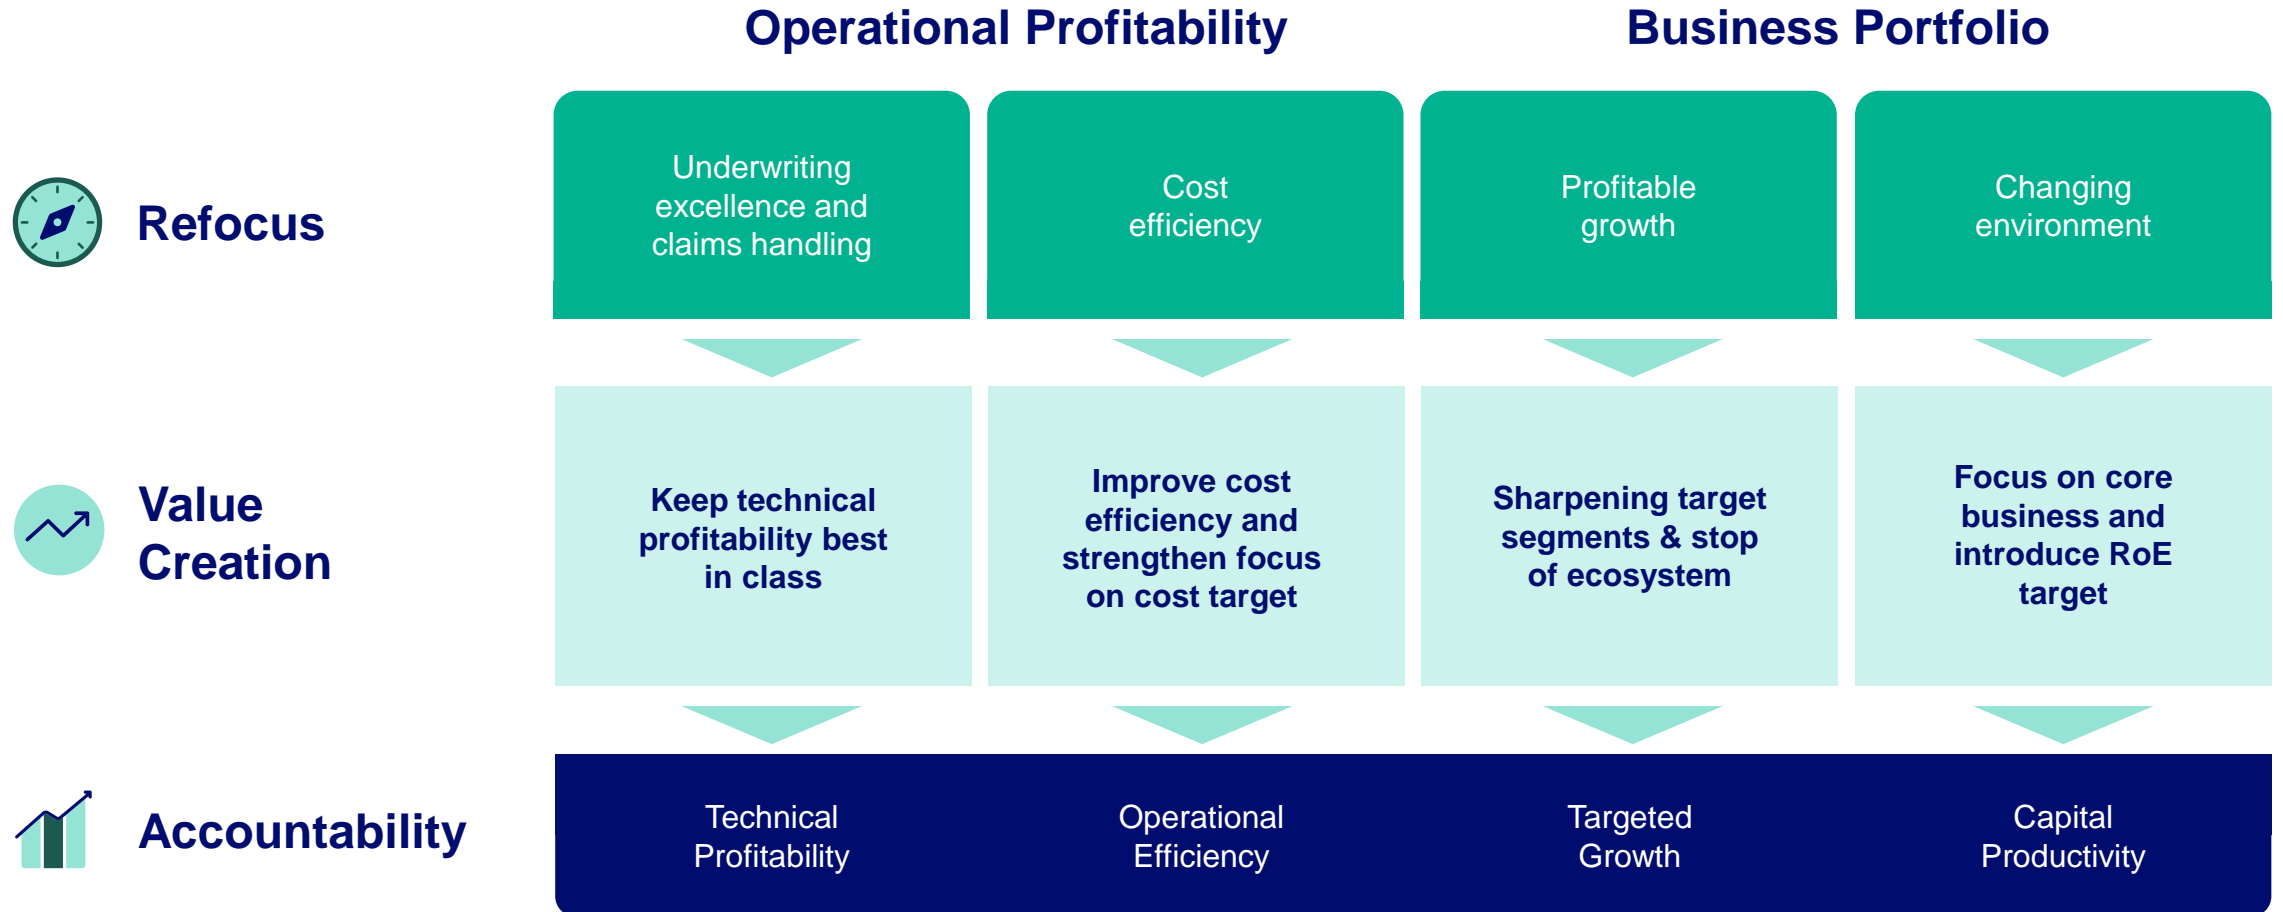 Operational Profitability
Business Portfolio
Refocus
Underwriting
excellence and
claims handling
Cost
efficiency
Profitable
growth
Changing
environment
Value
Creation
Keep technical
profitability best
in class
Improve cost
efficiency and
strengthen focus
on cost target
Sharpening target
segments & stop
of ecosystem
Focus on core
business and
introduce RoE
target
Accountability
Technical
Profitability
Operational
Efficiency
Targeted
Growth
Capital
Productivity